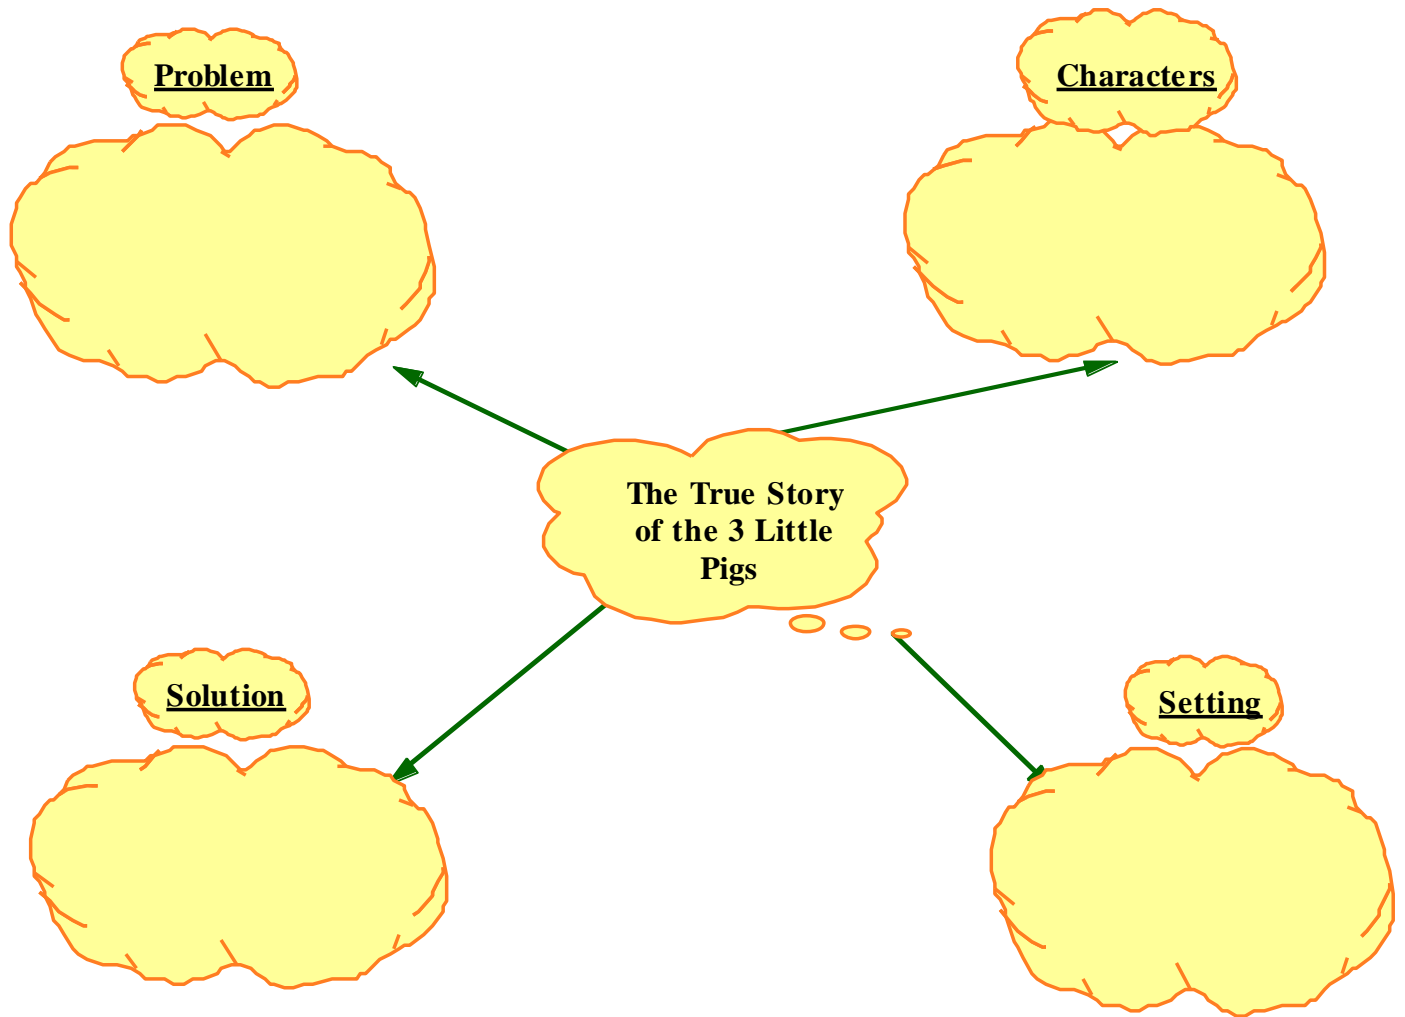 Problem
Characters
The True Story
of the 3 Little
Pigs
Solution
Setting